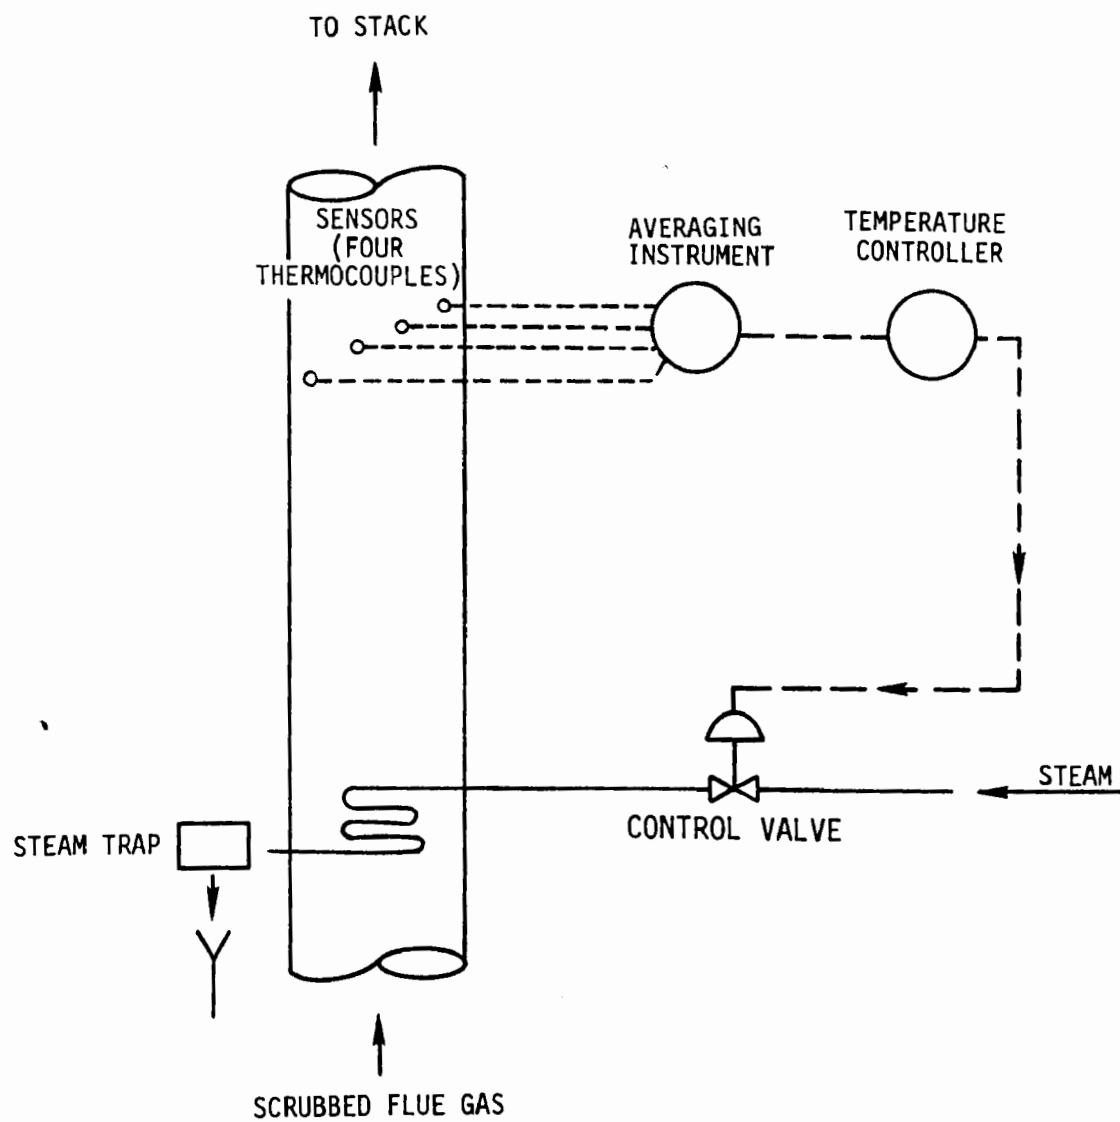 TO STACK
SENSORS
(FOUR
THERMOCOUPLES)
AVERAGING
INSTRUMENT
TEMPERATURE
CONTROLLER
STEAM
CONTROL VALVE
STEAM TRAP
SCRUBBED FLUE GAS